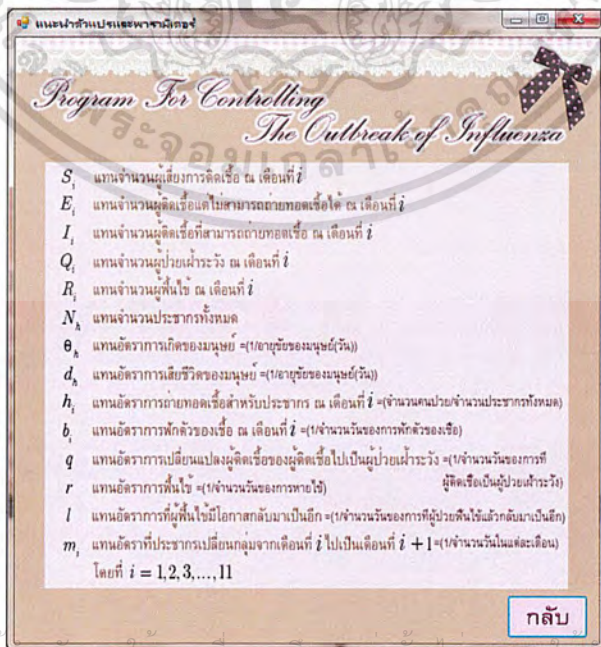 แนะนำตัวแปรและพารามิเตอร์
Program For Controlling
The Outbreak of Influenza
พระจอมเกล้าเจ้าคุณ
S_i แทนจำนวนผู้เสี่ยงการติดเชื้อ ณ เดือนที่ i
E_i แทนจำนวนผู้ติดเชื้อแต่ไม่สามารถถ่ายทอดเชื้อได้ ณ เดือนที่ i
I_i แทนจำนวนผู้ติดเชื้อที่สามารถถ่ายทอดเชื้อ ณ เดือนที่ i
Q_i แทนจำนวนผู้ป่วยเฝ้าระวัง ณ เดือนที่ i
R_i แทนจำนวนผู้ฟื้นไข้ ณ เดือนที่ i
N_h แทนจำนวนประชากรทั้งหมด
θ_h แทนอัตราการเกิดของมนุษย์ =(1/อายุขัยของมนุษย์(วัน))
d_h แทนอัตราการเสียชีวิตของมนุษย์ =(1/อายุขัยของมนุษย์(วัน))
h_i แทนอัตราการถ่ายทอดเชื้อสำหรับประชากร ณ เดือนที่ i =(จำนวนคนป่วย/จำนวนประชากรทั้งหมด)
b_i แทนอัตราการพักตัวของเชื้อ ณ เดือนที่ i =(1/จำนวนวันของการพักตัวของเชื้อ)
q แทนอัตราการเปลี่ยนแปลงผู้ติดเชื้อของผู้ติดเชื้อไปเป็นผู้ป่วยเฝ้าระวัง =(1/จำนวนวันของการที่
ผู้ติดเชื้อเป็นผู้ป่วยเฝ้าระวัง)
r แทนอัตราการฟื้นไข้ =(1/จำนวนวันของการหายไข้)
l แทนอัตราการที่ผู้ฟื้นไข้มีโอกาสกลับมาเป็นอีก =(1/จำนวนวันของการที่ผู้ป่วยฟื้นไข้แล้วกลับมาเป็นอีก)
m_i แทนอัตราที่ประชากรเปลี่ยนกลุ่มจากเดือนที่ i ไปเป็นเดือนที่ i + 1 =(1/จำนวนวันในแต่ละเดือน)
โดยที่ i = 1,2,3,...,11
กลับ